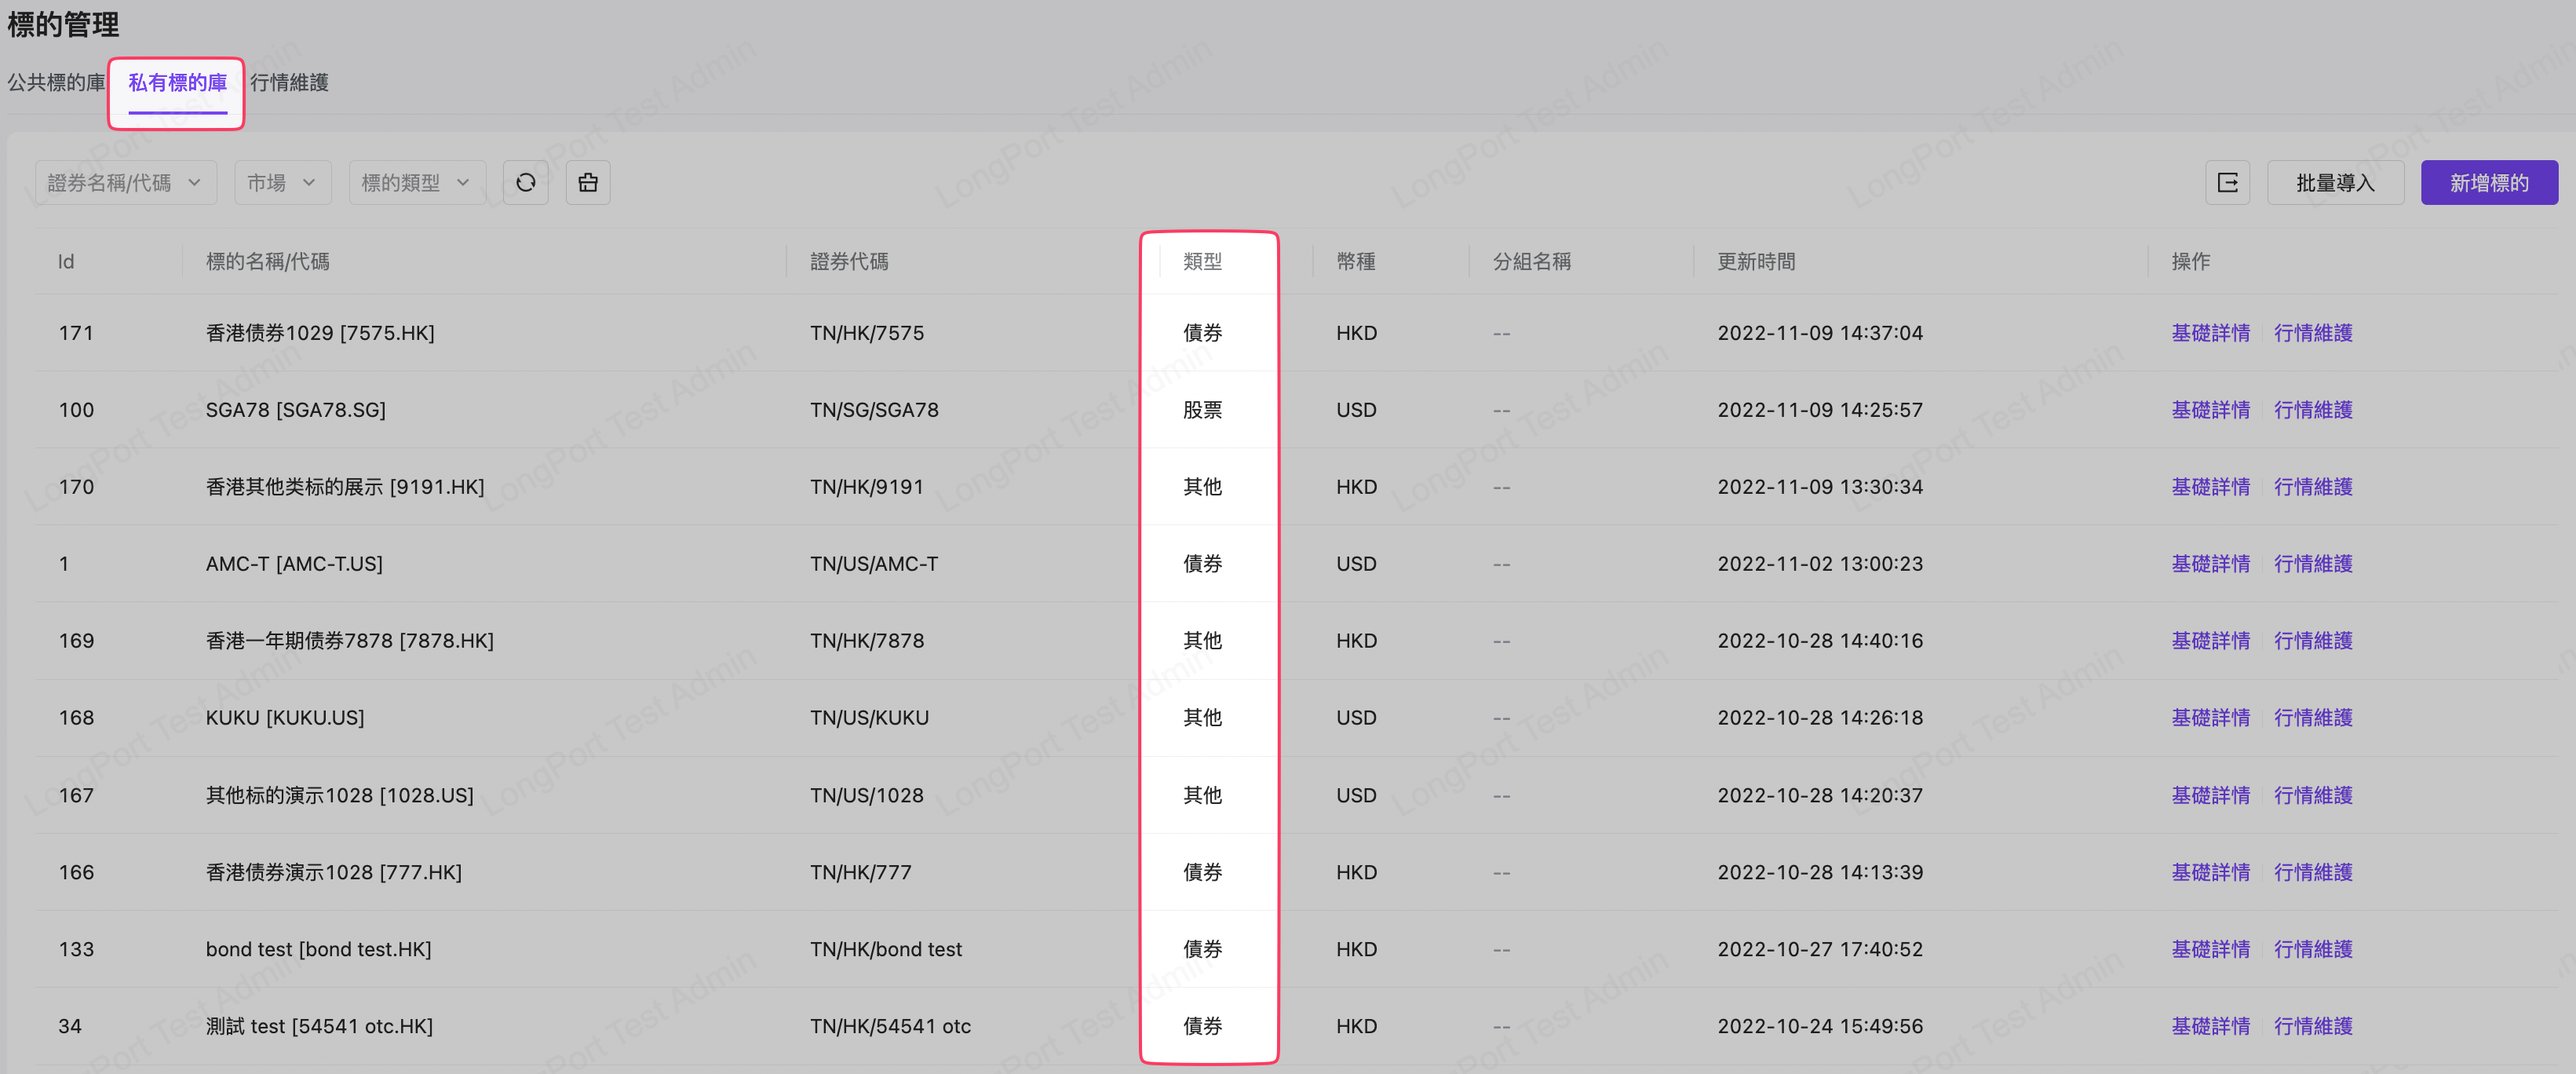 標的管理
公共標的庫 私有標的庫 行情維護
證券名稱/代碼 市場 標的類型 批量導入 新增標的
Id 標的名稱/代碼 證券代碼 類型 幣種 分組名稱 更新時間 操作
171 香港债券1029 [7575.HK] TN/HK/7575 債券 HKD -- 2022-11-09 14:37:04 基礎詳情 行情維護
100 SGA78 [SGA78.SG] TN/SG/SGA78 股票 USD -- 2022-11-09 14:25:57 基礎詳情 行情維護
170 香港其他类标的展示 [9191.HK] TN/HK/9191 其他 HKD -- 2022-11-09 13:30:34 基礎詳情 行情維護
1 AMC-T [AMC-T.US] TN/US/AMC-T 債券 USD -- 2022-11-02 13:00:23 基礎詳情 行情維護
169 香港一年期债券7878 [7878.HK] TN/HK/7878 其他 HKD -- 2022-10-28 14:40:16 基礎詳情 行情維護
168 KUKU [KUKU.US] TN/US/KUKU 其他 USD -- 2022-10-28 14:26:18 基礎詳情 行情維護
167 其他标的演示1028 [1028.US] TN/US/1028 其他 USD -- 2022-10-28 14:20:37 基礎詳情 行情維護
166 香港债券演示1028 [777.HK] TN/HK/777 債券 HKD -- 2022-10-28 14:13:39 基礎詳情 行情維護
133 bond test [bond test.HK] TN/HK/bond test 債券 HKD -- 2022-10-27 17:40:52 基礎詳情 行情維護
34 測試 test [54541 otc.HK] TN/HK/54541 otc 債券 HKD -- 2022-10-24 15:49:56 基礎詳情 行情維護
LongPort Test Admin